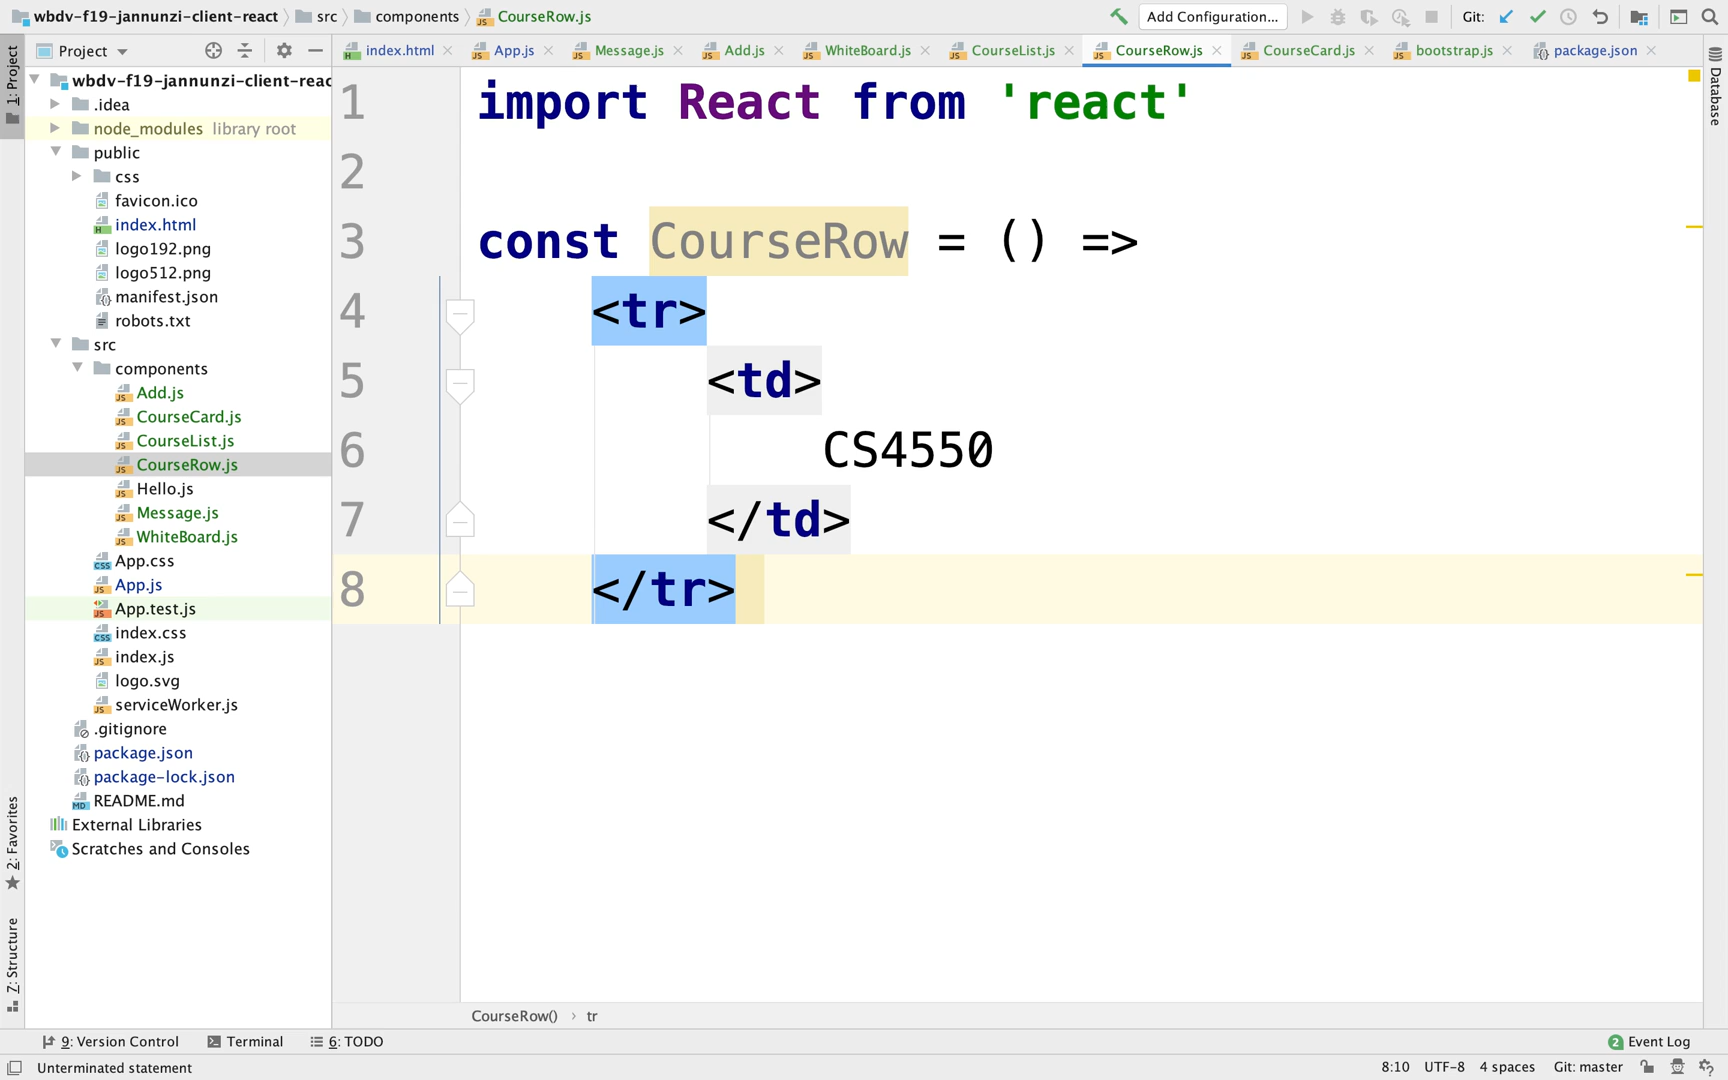 wbdv-f19-jannunzi-client-react src components CourseRow.js Add Configuration... Git:
1: Project
Project
index.html App.js Message.js Add.js WhiteBoard.js CourseList.js CourseRow.js CourseCard.js bootstrap.js package.json
Database
wbdv-f19-jannunzi-client-reac
.idea
node_modules library root
public
css
favicon.ico
index.html
logo192.png
logo512.png
manifest.json
robots.txt
src
components
Add.js
CourseCard.js
CourseList.js
CourseRow.js
Hello.js
Message.js
WhiteBoard.js
App.css
App.js
App.test.js
index.css
index.js
logo.svg
serviceWorker.js
.gitignore
package.json
package-lock.json
README.md
External Libraries
Scratches and Consoles
2: Favorites
7: Structure
1 import React from 'react'
2
3 const CourseRow = () =>
4 <tr>
5 <td>
6 CS4550
7 </td>
8 </tr>
CourseRow() › tr
9: Version Control Terminal 6: TODO 2 Event Log
Unterminated statement 8:10 UTF-8 4 spaces Git: master